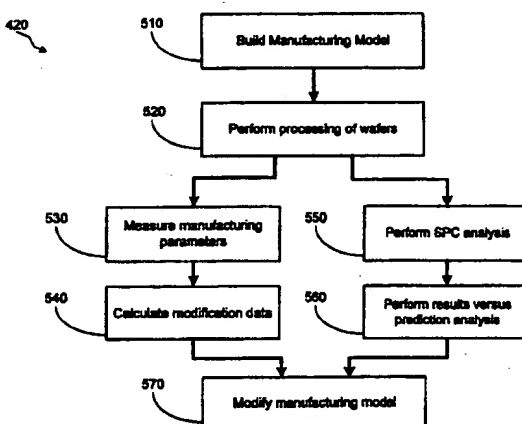 420
510
Build Manufacturing Model
520
Perform processing of wafers
530
Measure manufacturing
parameters
550
Perform SPC analysis
540
Calculate modification data
560
Perform results versus
prediction analysis
570
Modify manufacturing model